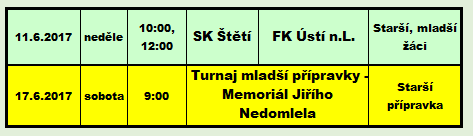 11.6.2017 neděle 10:00, 12:00 SK Štětí FK Ústí n.L. Starší, mladší žáci
17.6.2017 sobota 9:00 Turnaj mladší přípravky - Memoriál Jiřího Nedomlela Starší přípravka